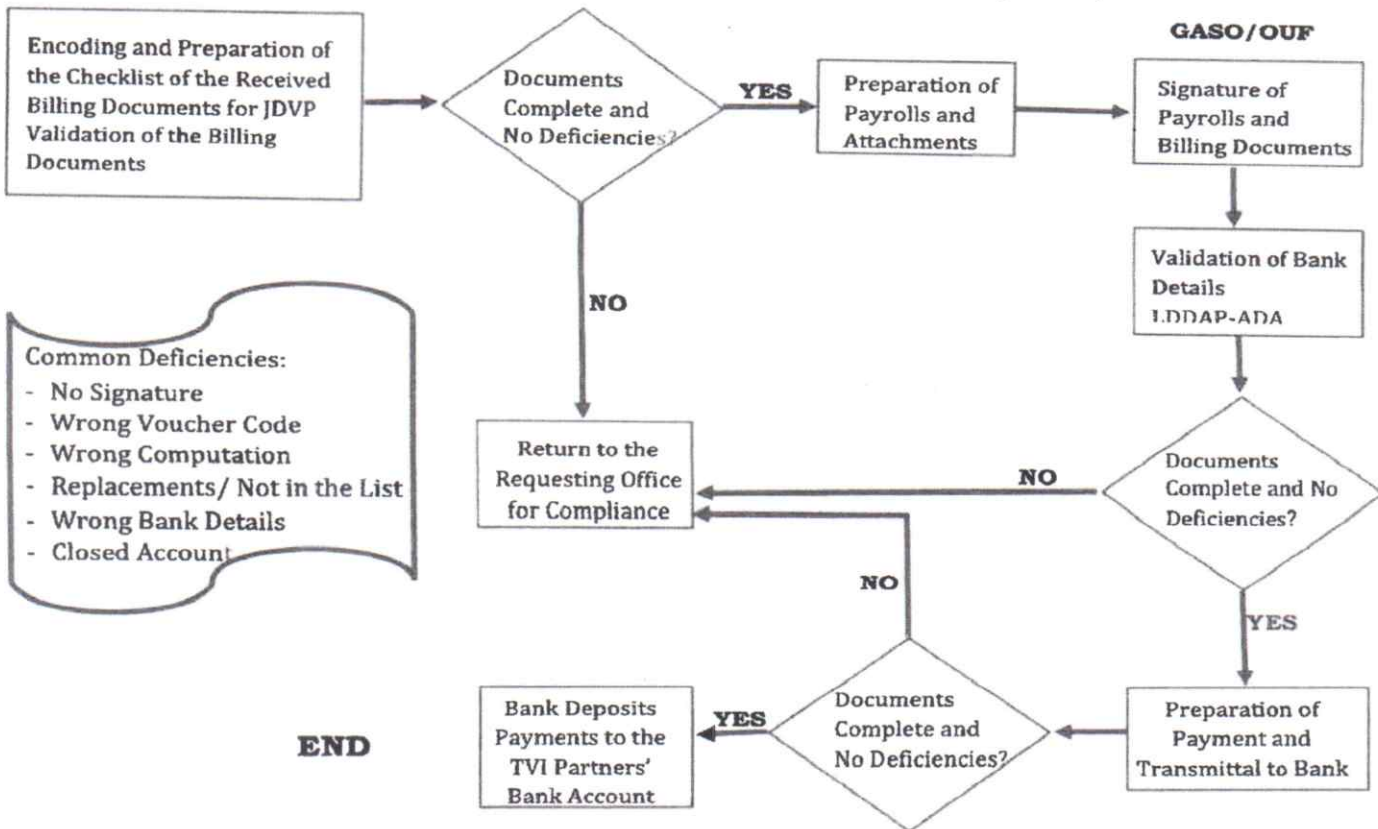 Encoding and Preparation of
the Checklist of the Received
Billing Documents for JDVP
Validation of the Billing
Documents
Documents
Complete and
No Deficiencies?
YES
Preparation of
Payrolls and
Attachments
GASO/OUF
Signature of
Payrolls and
Billing Documents
Validation of Bank
Details
LDDAP-ADA
NO
Common Deficiencies:
- No Signature
- Wrong Voucher Code
- Wrong Computation
- Replacements/ Not in the List
- Wrong Bank Details
- Closed Account
Return to the
Requesting Office
for Compliance
NO
Documents
Complete and No
Deficiencies?
YES
Preparation of
Payment and
Transmittal to Bank
NO
Documents
Complete and
No Deficiencies?
YES
Bank Deposits
Payments to the
TVI Partners'
Bank Account
END